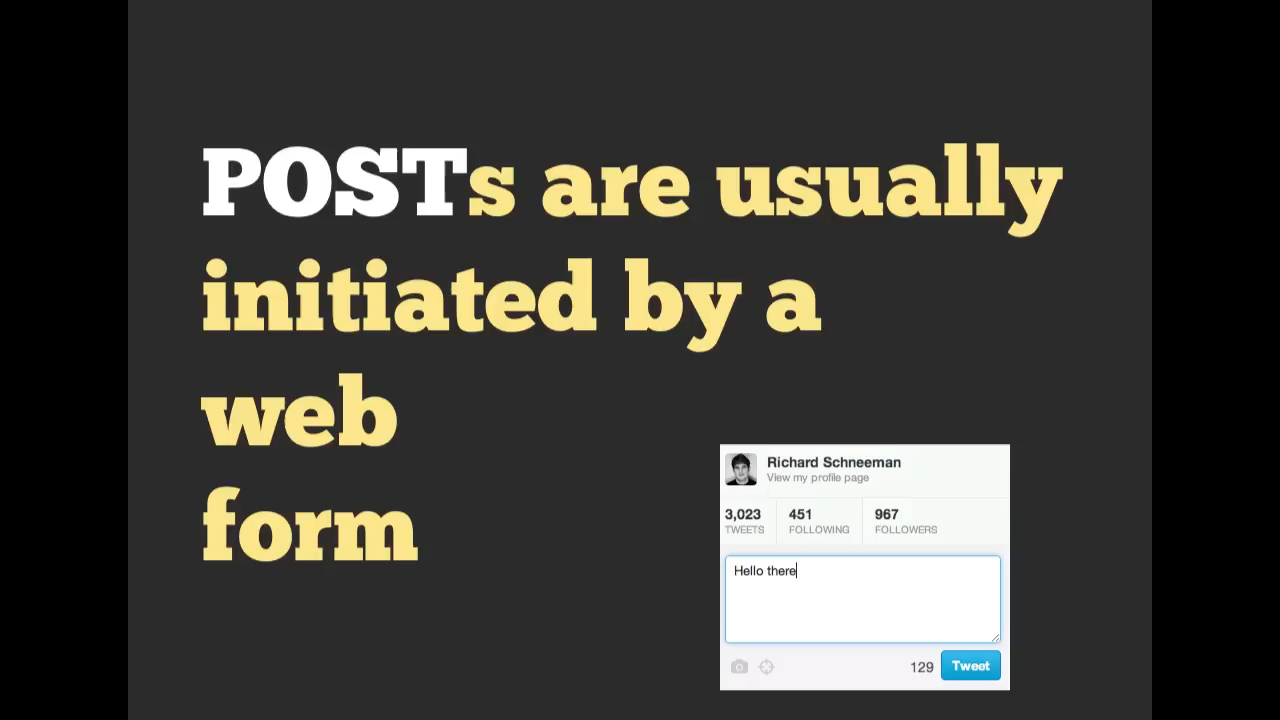 POSTs are usually
initiated by a
web
form
Richard Schneeman
View my profile page
3,023 451 967
TWEETS FOLLOWING FOLLOWERS
Hello there
129 Tweet